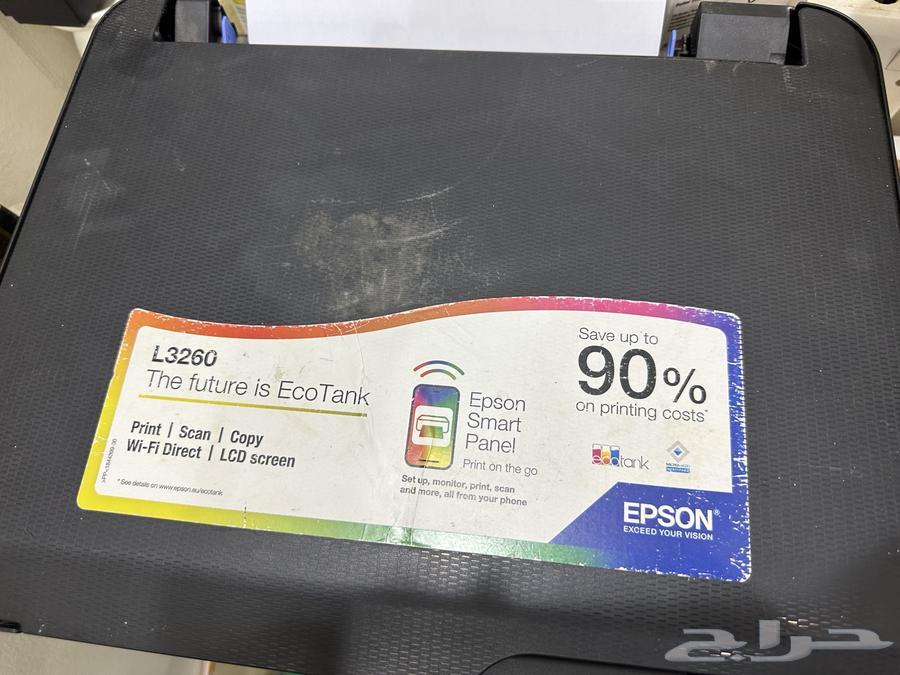 L3260
The future is EcoTank
Print | Scan | Copy
Wi-Fi Direct | LCD screen
* See details on www.epson.eu/ecotank
Epson
Smart
Panel
Print on the go
Set up, monitor, print, scan
and more, all from your phone
Save up to
90%
on printing costs*
ecotank
EPSON®
EXCEED YOUR VISION
حراج